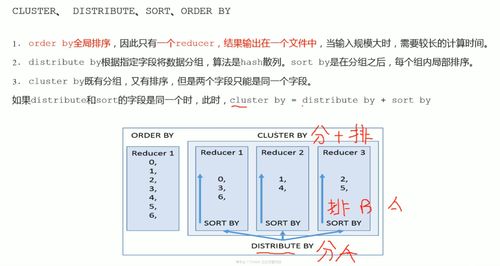 CLUSTER、 DISTRIBUTE、SORT、ORDER BY
1. order by全局排序，因此只有一个reducer，结果输出在一个文件中，当输入规模大时，需要较长的计算时间。
2. distribute by根据指定字段将数据分组，算法是hash散列。sort by是在分组之后，每个组内局部排序。
3. cluster by既有分组，又有排序，但是两个字段只能是同一个字段。
如果distribute和sort的字段是同一个时，此时，cluster by = distribute by + sort by
ORDER BY
CLUSTER BY 分+排
Reducer 1
0,
1,
2,
3,
4,
5,
6,
Reducer 1
0,
3,
6,
SORT BY
Reducer 2
1,
4,
SORT BY
Reducer 3
2,
5,
排 B
SORT BY
DISTRIBUTE BY 分A